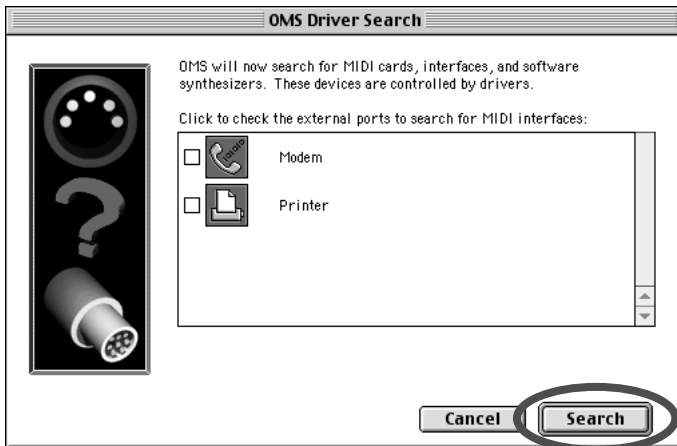 OMS Driver Search
OMS will now search for MIDI cards, interfaces, and software
synthesizers. These devices are controlled by drivers.
Click to check the external ports to search for MIDI interfaces:
Modem
Printer
Cancel
Search